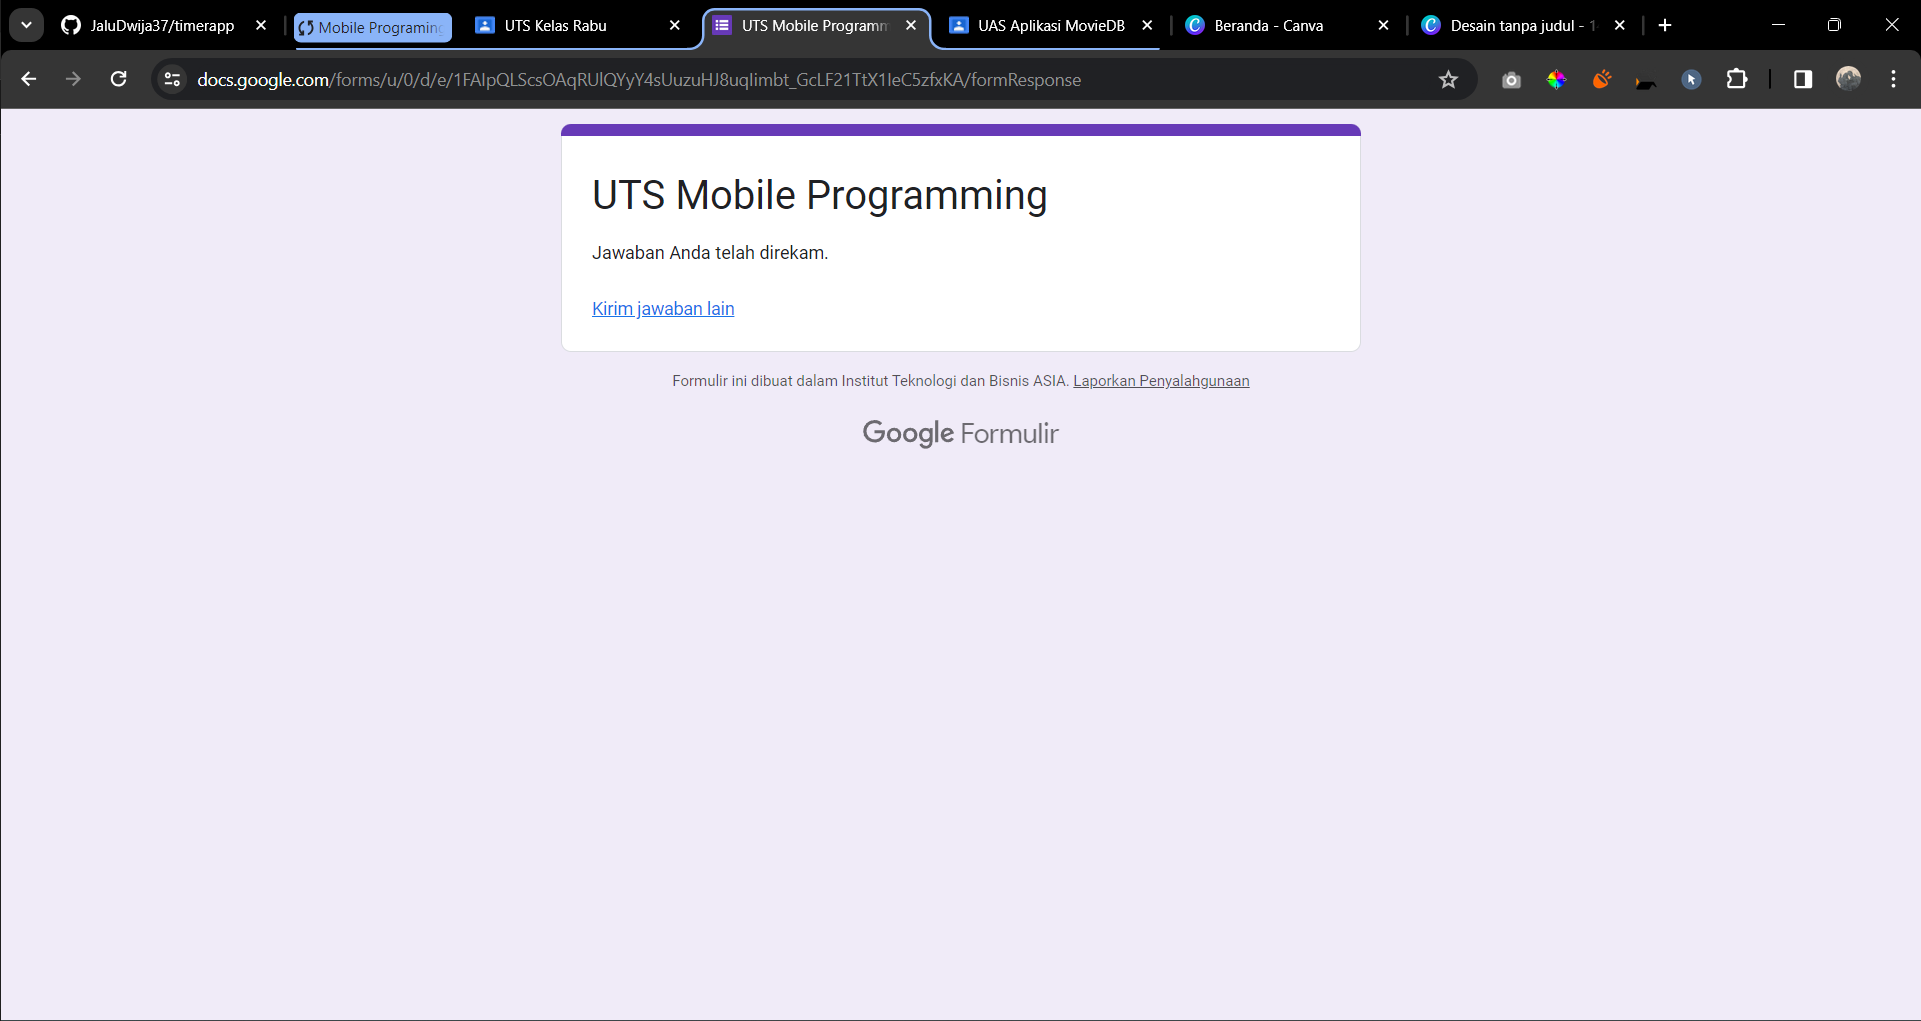 JaluDwija37/timerapp
Mobile Programing
UTS Kelas Rabu
UTS Mobile Programm
UAS Aplikasi MovieDB
Beranda - Canva
Desain tanpa judul - 1
docs.google.com/forms/u/0/d/e/1FAIpQLScsOAqRUlQYyY4sUuzuHJ8uqIimbt_GcLF21TtX1IeC5zfxKA/formResponse
UTS Mobile Programming
Jawaban Anda telah direkam.
Kirim jawaban lain
Formulir ini dibuat dalam Institut Teknologi dan Bisnis ASIA. Laporkan Penyalahgunaan
Google Formulir